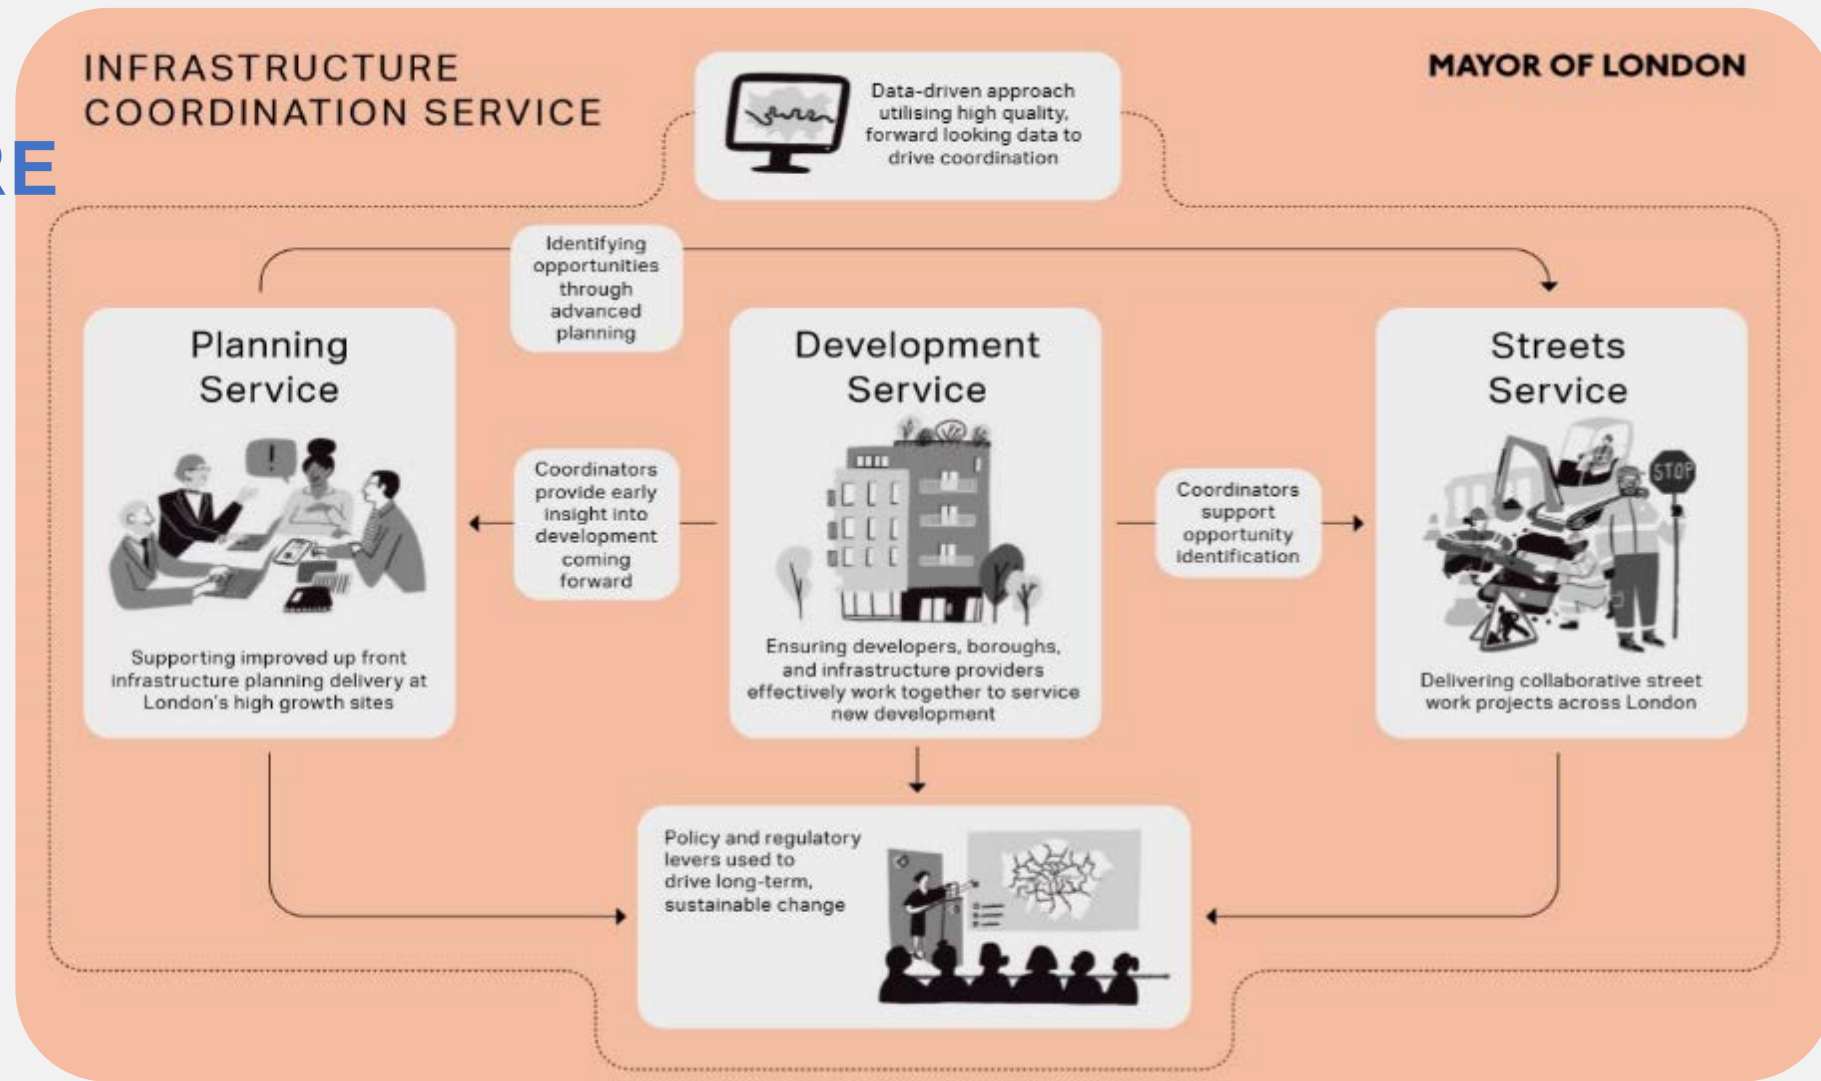 INFRASTRUCTURE
COORDINATION SERVICE
MAYOR OF LONDON
RE
Data-driven approach
utilising high quality,
forward looking data to
drive coordination
Identifying
opportunities
through
advanced
planning
Planning
Service
Supporting improved up front
infrastructure planning delivery at
London's high growth sites
Coordinators
provide early
insight into
development
coming
forward
Development
Service
Ensuring developers, boroughs,
and infrastructure providers
effectively work together to service
new development
Coordinators
support
opportunity
identification
Streets
Service
STOP
Delivering collaborative street
work projects across London
Policy and regulatory
levers used to
drive long-term,
sustainable change
!